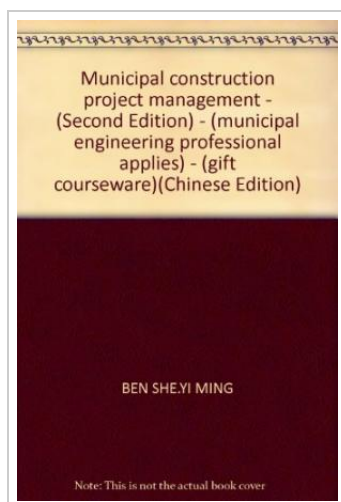 Municipal construction
project management -
(Second Edition) - (municipal
engineering professional
applies) - (gift
courseware)(Chinese Edition)
BEN SHE.YI MING
Note: This is not the actual book cover